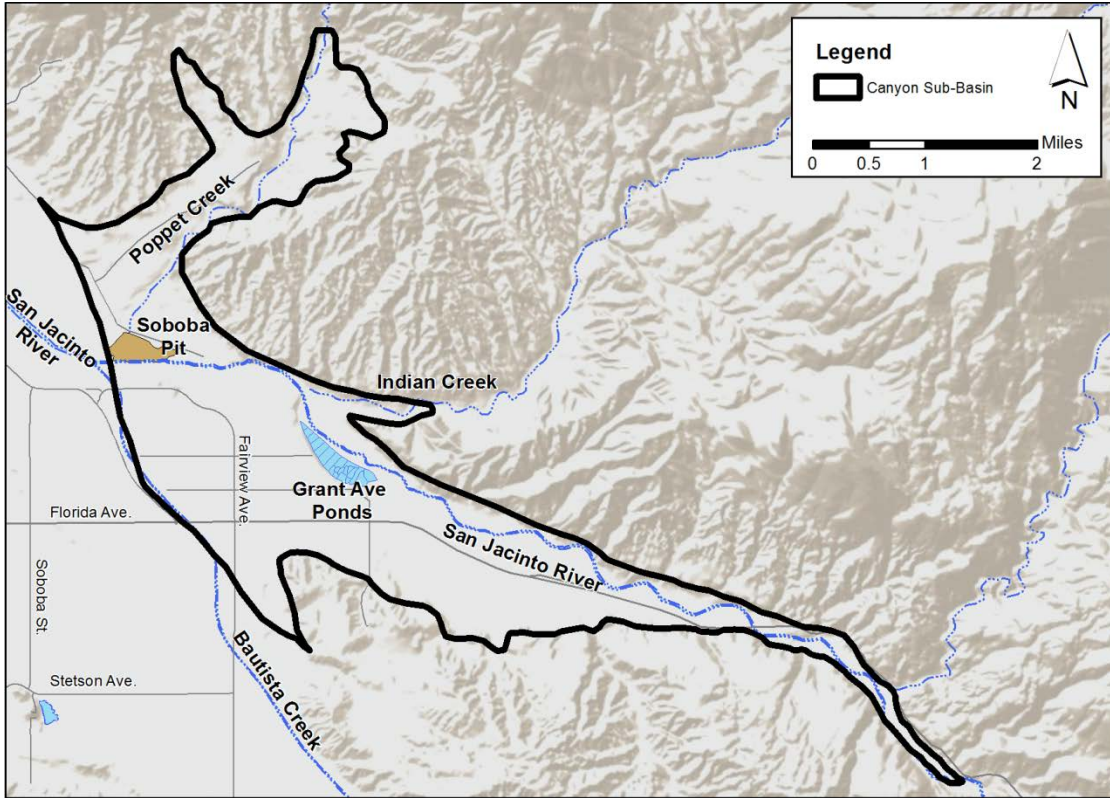 Legend
Canyon Sub-Basin
N
Miles
0 0.5 1 2
Poppet Creek
San Jacinto
River
Soboba
Pit
Indian Creek
Fairview Ave.
Grant Ave
Ponds
Florida Ave.
San Jacinto River
Soboba St.
Bautista Creek
Stetson Ave.